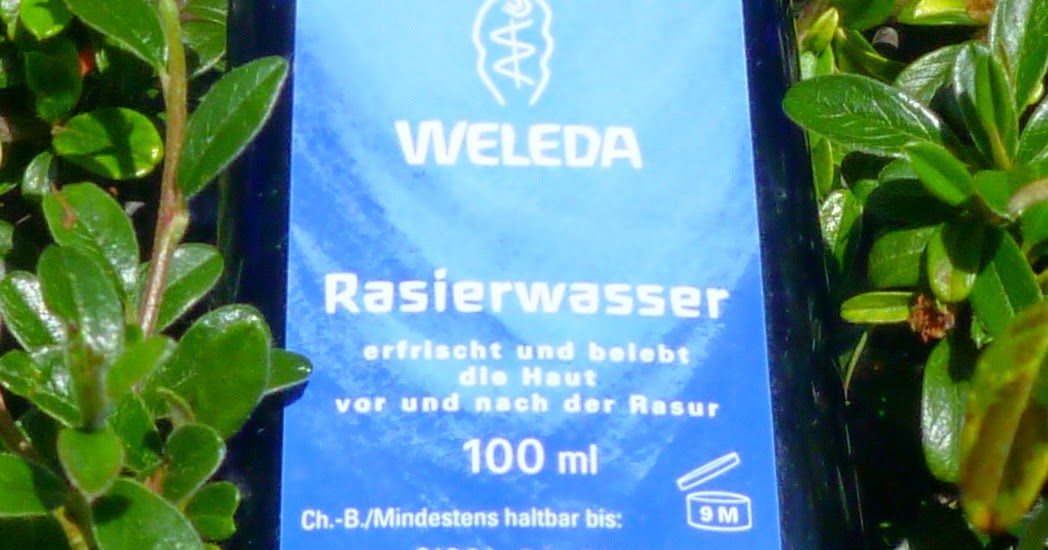 WELEDA
Rasierwasser
erfrischt und belebt
die Haut
vor und nach der Rasur
100 ml
9 M
Ch.-B./Mindestens haltbar bis: